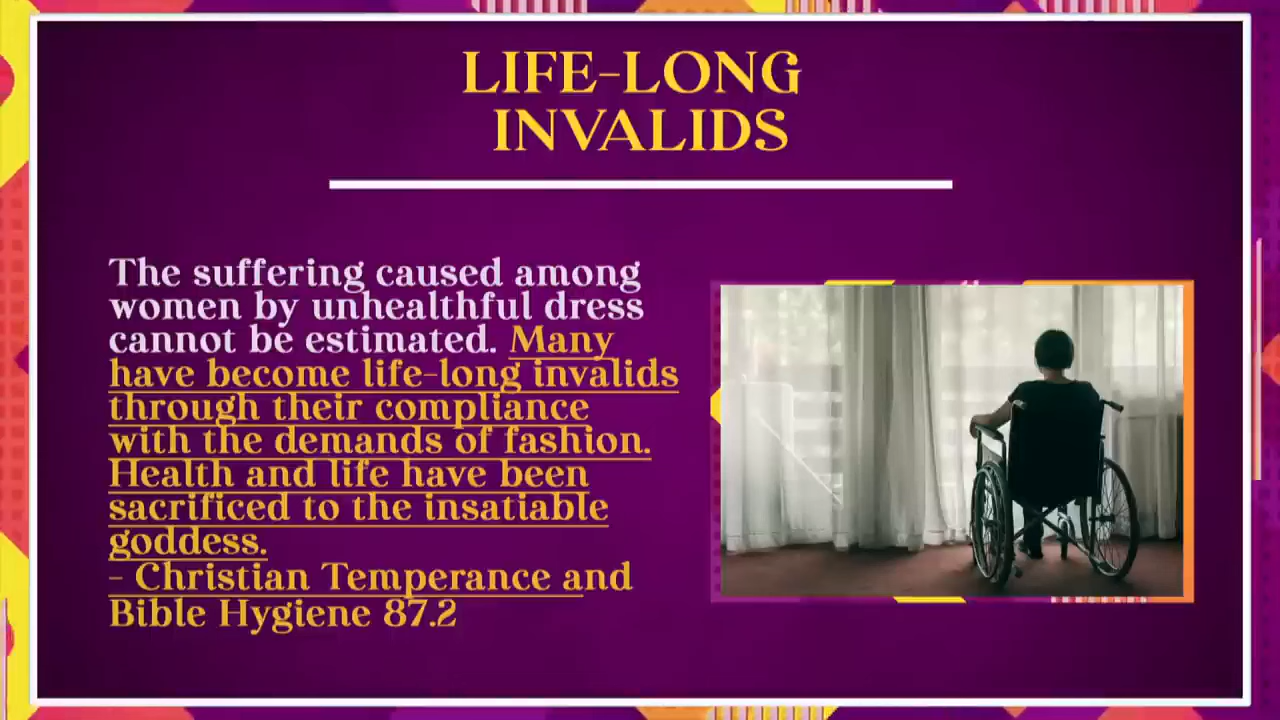 LIFE-LONG
INVALIDS
The suffering caused among
women by unhealthful dress
cannot be estimated. Many
have become life-long invalids
through their compliance
with the demands of fashion.
Health and life have been
sacrificed to the insatiable
goddess.
- Christian Temperance and
Bible Hygiene 87.2